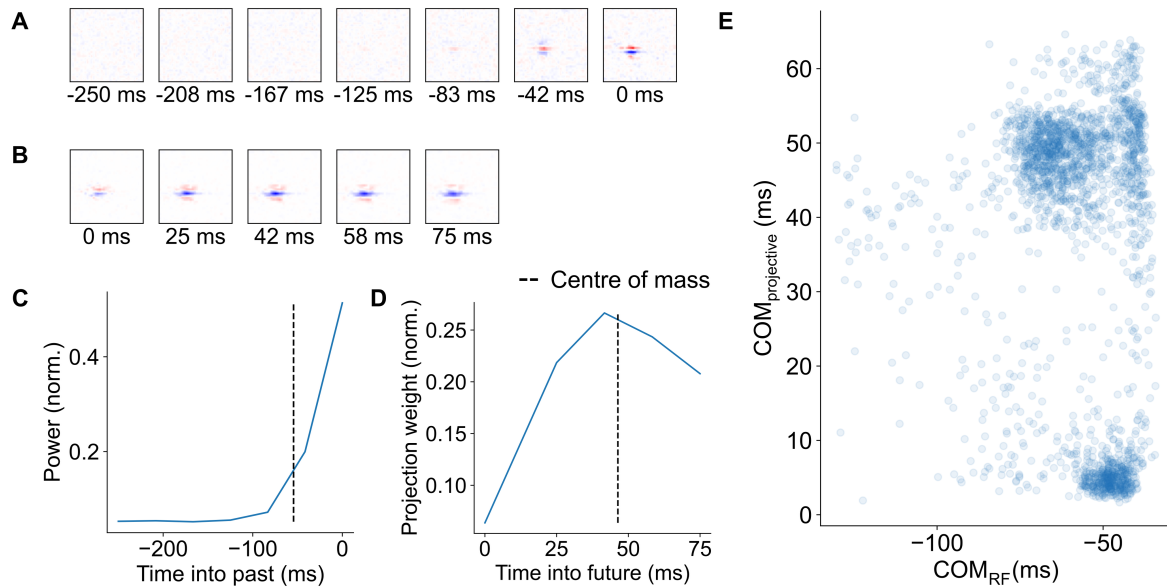 A
-250 ms -208 ms -167 ms -125 ms -83 ms -42 ms 0 ms
B
0 ms 25 ms 42 ms 58 ms 75 ms
-- Centre of mass
C
Power (norm.)
0.4
0.2
−200 −100 0
Time into past (ms)
D
Projection weight (norm.)
0.25
0.20
0.15
0.10
0 25 50 75
Time into future (ms)
E
COMprojective (ms)
60
50
40
30
20
10
0
−100 −50
COMRF(ms)